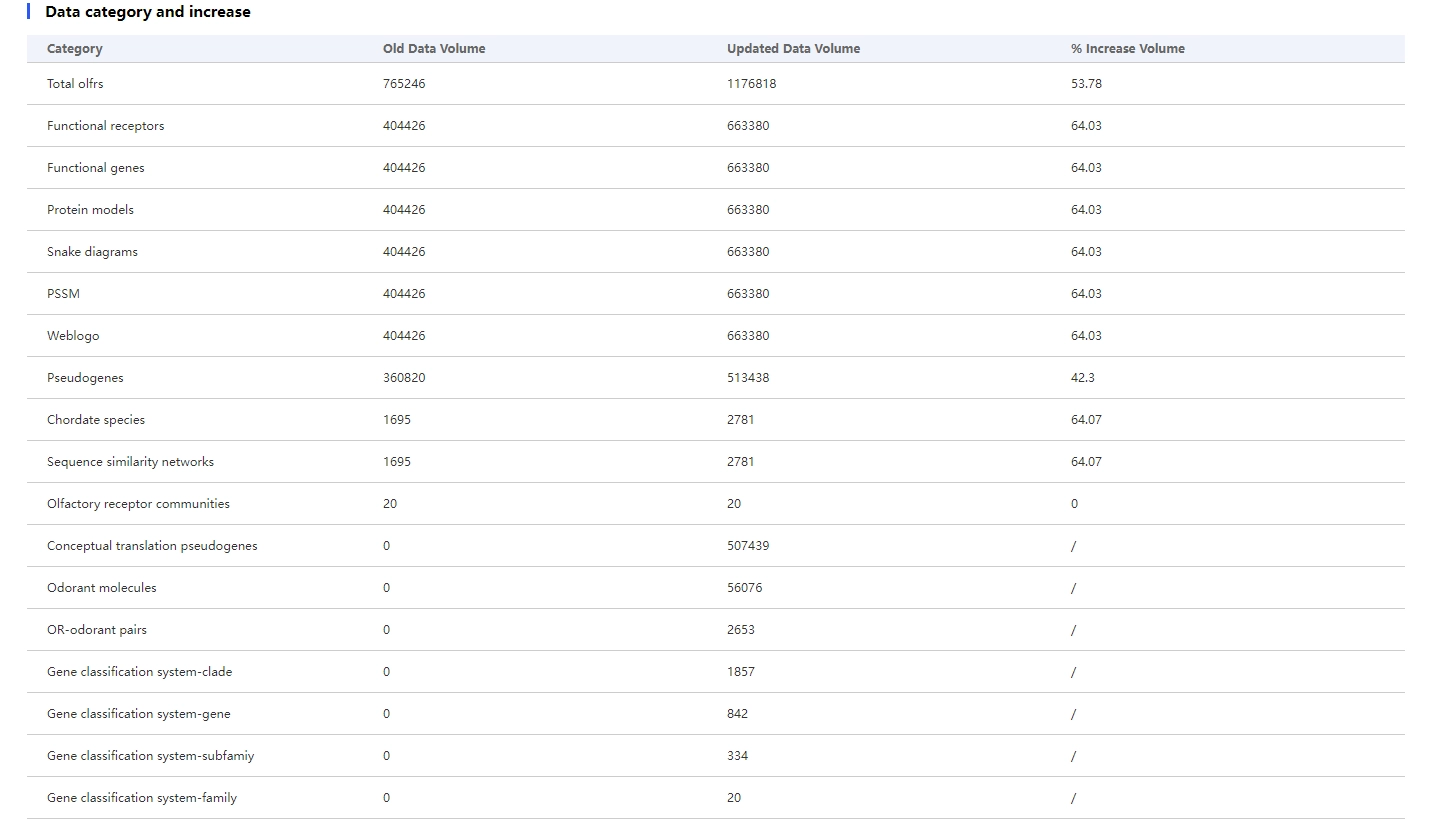 Data category and increase
Category Old Data Volume Updated Data Volume % Increase Volume
Total olfrs 765246 1176818 53.78
Functional receptors 404426 663380 64.03
Functional genes 404426 663380 64.03
Protein models 404426 663380 64.03
Snake diagrams 404426 663380 64.03
PSSM 404426 663380 64.03
Weblogo 404426 663380 64.03
Pseudogenes 360820 513438 42.3
Chordate species 1695 2781 64.07
Sequence similarity networks 1695 2781 64.07
Olfactory receptor communities 20 20 0
Conceptual translation pseudogenes 0 507439 /
Odorant molecules 0 56076 /
OR-odorant pairs 0 2653 /
Gene classification system-clade 0 1857 /
Gene classification system-gene 0 842 /
Gene classification system-subfamiy 0 334 /
Gene classification system-family 0 20 /